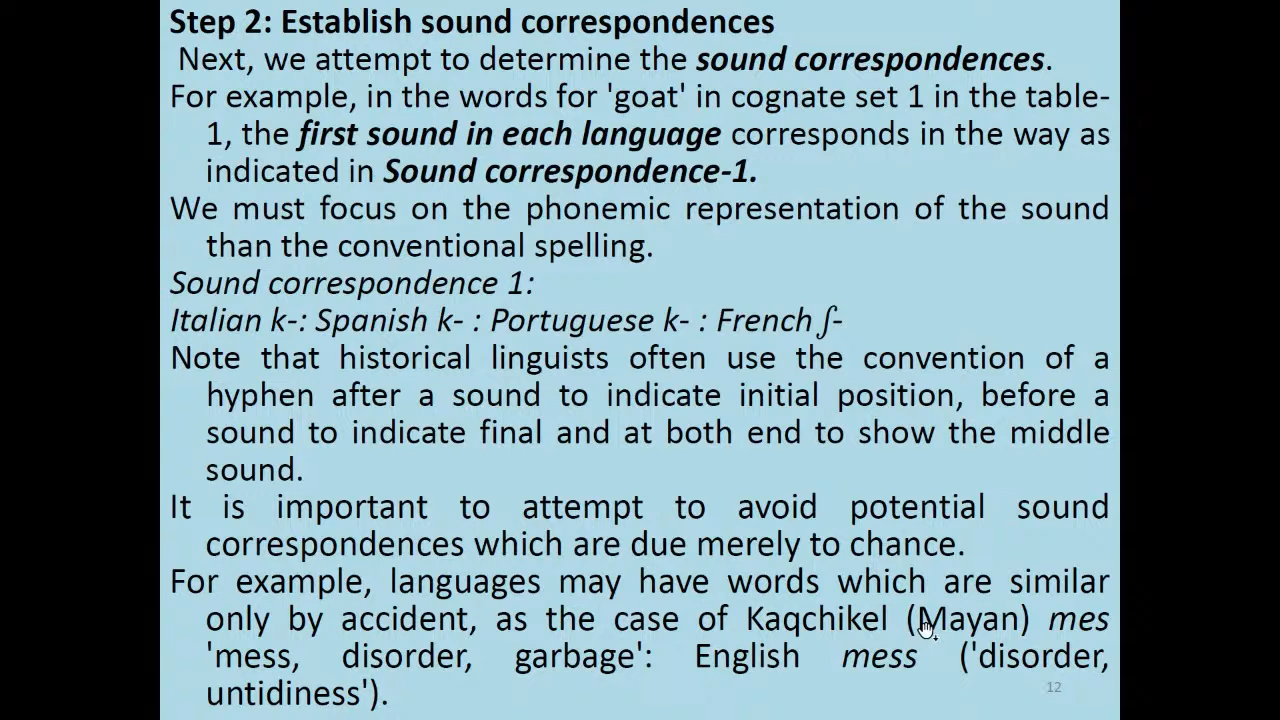 Step 2: Establish sound correspondences
Next, we attempt to determine the sound correspondences.
For example, in the words for 'goat' in cognate set 1 in the table-
1, the first sound in each language corresponds in the way as
indicated in Sound correspondence-1.
We must focus on the phonemic representation of the sound
than the conventional spelling.
Sound correspondence 1:
Italian k-: Spanish k- : Portuguese k- : French ʃ-
Note that historical linguists often use the convention of a
hyphen after a sound to indicate initial position, before a
sound to indicate final and at both end to show the middle
sound.
It is important to attempt to avoid potential sound
correspondences which are due merely to chance.
For example, languages may have words which are similar
only by accident, as the case of Kaqchikel (Mayan) mes
'mess, disorder, garbage': English mess ('disorder,
untidiness').
12